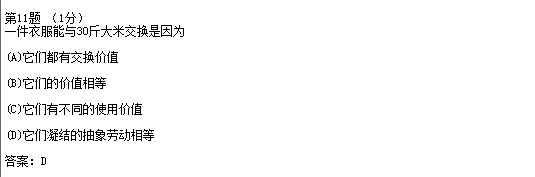 第11题 （1分）
一件衣服能与30斤大米交换是因为
(A)它们都有交换价值
(B)它们的价值相等
(C)它们有不同的使用价值
(D)它们凝结的抽象劳动相等
答案：D